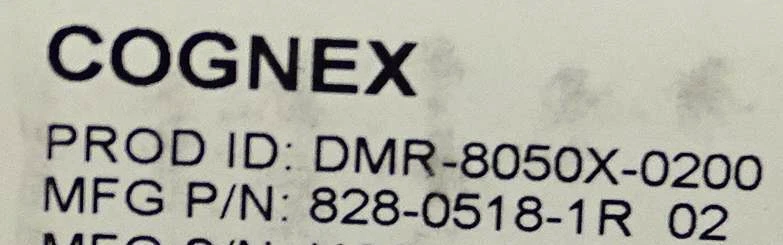 COGNEX
PROD ID: DMR-8050X-0200
MFG P/N: 828-0518-1R 02